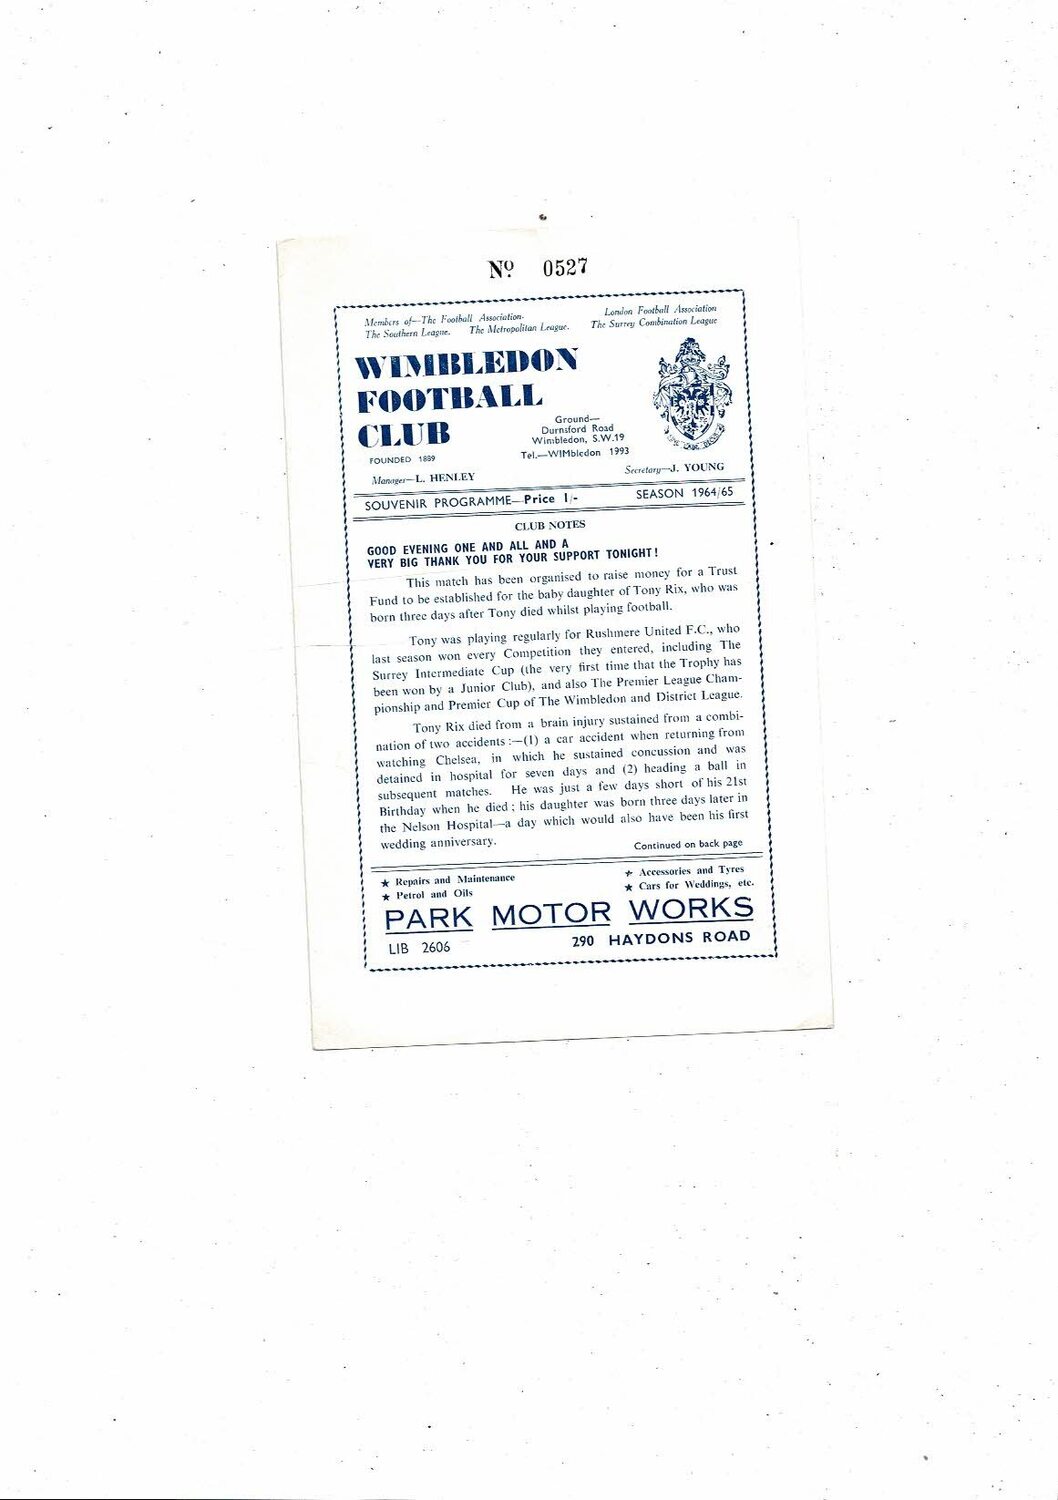 Nº 0527
Members of—The Football Association. London Football Association
The Southern League. The Metropolitan League. The Surrey Combination League
WIMBLEDON
FOOTBALL
CLUB
Ground—
Durnsford Road
Wimbledon, S.W.19
Tel.—WIMbledon 1993
FOUNDED 1889
Manager—L. HENLEY
Secretary—J. YOUNG
SOUVENIR PROGRAMME—Price 1/-
SEASON 1964/65
CLUB NOTES
GOOD EVENING ONE AND ALL AND A
VERY BIG THANK YOU FOR YOUR SUPPORT TONIGHT!
This match has been organised to raise money for a Trust
Fund to be established for the baby daughter of Tony Rix, who was
born three days after Tony died whilst playing football.
Tony was playing regularly for Rushmere United F.C., who
last season won every Competition they entered, including The
Surrey Intermediate Cup (the very first time that the Trophy has
been won by a Junior Club), and also The Premier League Cham-
pionship and Premier Cup of The Wimbledon and District League.
Tony Rix died from a brain injury sustained from a combi-
nation of two accidents:—(1) a car accident when returning from
watching Chelsea, in which he sustained concussion and was
detained in hospital for seven days and (2) heading a ball in
subsequent matches. He was just a few days short of his 21st
Birthday when he died; his daughter was born three days later in
the Nelson Hospital—a day which would also have been his first
wedding anniversary.
Continued on back page
★ Repairs and Maintenance
★ Petrol and Oils
★ Accessories and Tyres
★ Cars for Weddings, etc.
PARK MOTOR WORKS
LIB 2606
290 HAYDONS ROAD